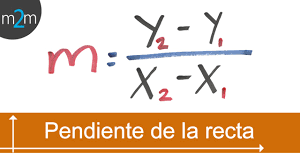 m2m
m = Y₂ - Y₁
X₂ - X₁
Pendiente de la recta